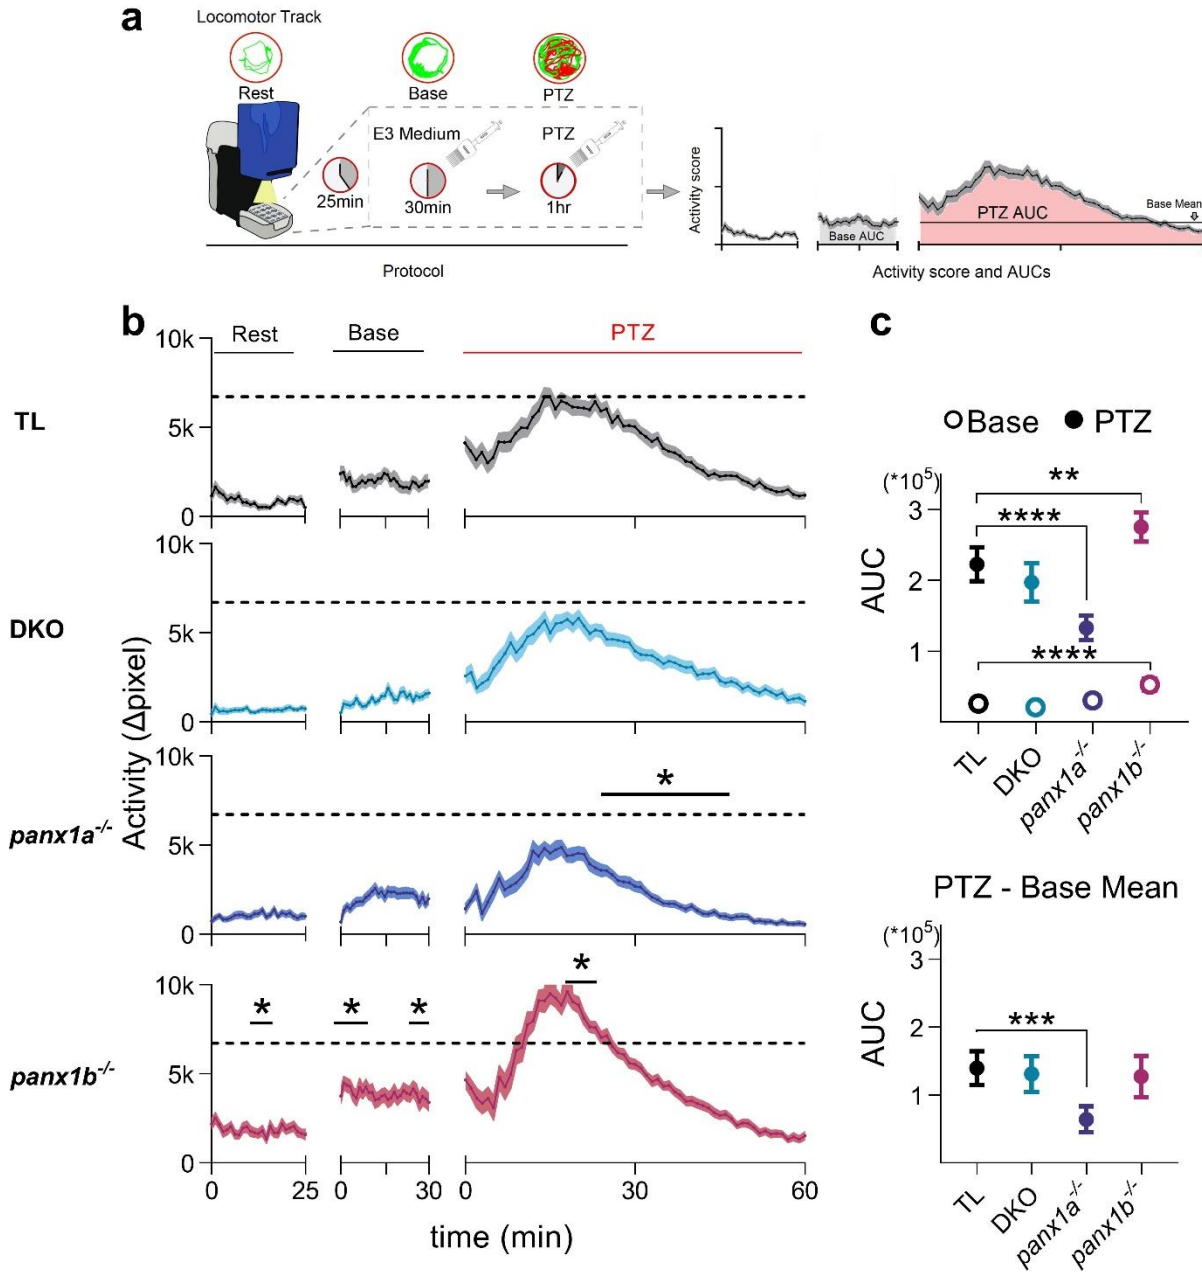 a
Locomotor Track
Rest
Base
PTZ
E3 Medium
PTZ
25min
30min
1hr
Protocol
Activity score
Base AUC
PTZ AUC
Base Mean
Activity score and AUCs
b
Rest
Base
PTZ
TL
10k
5k
0
DKO
10k
5k
0
panx1a-/-
10k
5k
0
*
panx1b-/-
10k
5k
0
*
*
*
*
Activity (Δpixel)
0
25
0
30
0
30
60
time (min)
c
Base
PTZ
(*10⁵)
**
****
****
3
2
1
AUC
TL
DKO
panx1a-/-
panx1b-/-
PTZ - Base Mean
(*10⁵)
***
3
2
1
AUC
TL
DKO
panx1a-/-
panx1b-/-